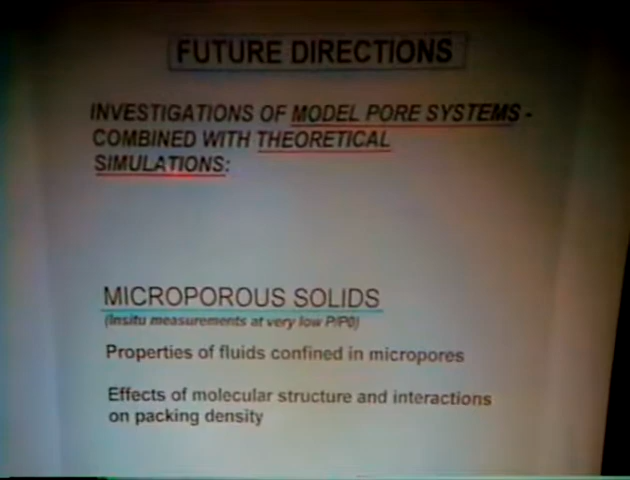 FUTURE DIRECTIONS
INVESTIGATIONS OF MODEL PORE SYSTEMS -
COMBINED WITH THEORETICAL
SIMULATIONS:
MICROPOROUS SOLIDS
(Insitu measurements at very low P/P0)
Properties of fluids confined in micropores
Effects of molecular structure and interactions
on packing density